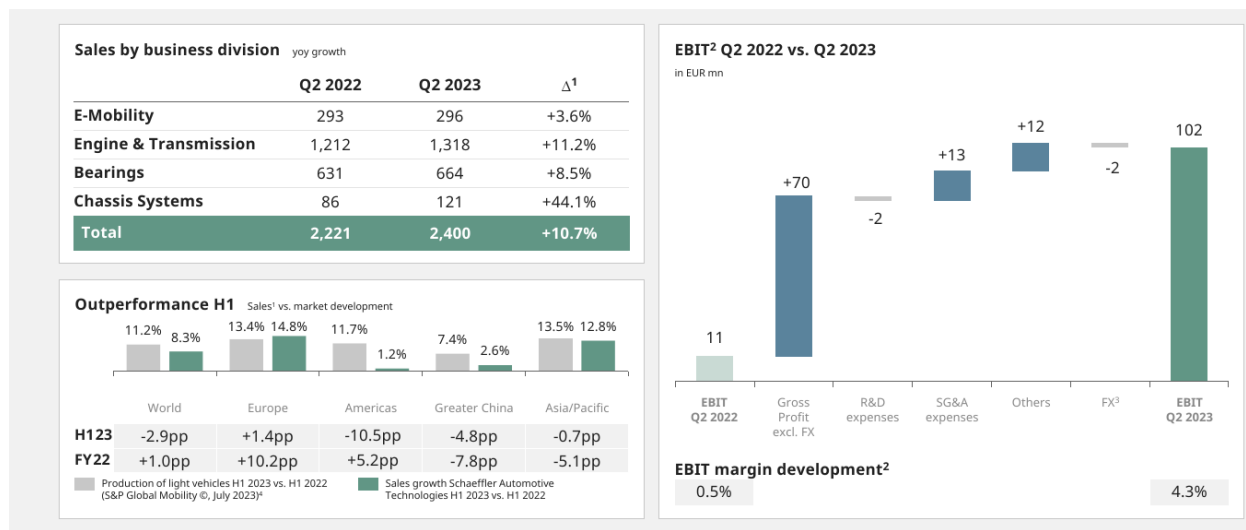 Sales by business division yoy growth
Q2 2022 Q2 2023 Δ¹
E-Mobility 293 296 +3.6%
Engine & Transmission 1,212 1,318 +11.2%
Bearings 631 664 +8.5%
Chassis Systems 86 121 +44.1%
Total 2,221 2,400 +10.7%
Outperformance H1 Sales¹ vs. market development
11.2% 8.3% 13.4% 14.8% 11.7% 1.2% 7.4% 2.6% 13.5% 12.8%
World Europe Americas Greater China Asia/Pacific
H123 -2.9pp +1.4pp -10.5pp -4.8pp -0.7pp
FY22 +1.0pp +10.2pp +5.2pp -7.8pp -5.1pp
Production of light vehicles H1 2023 vs. H1 2022
(S&P Global Mobility ©, July 2023)⁴
Sales growth Schaeffler Automotive
Technologies H1 2023 vs. H1 2022
EBIT² Q2 2022 vs. Q2 2023
in EUR mn
11 +70 -2 +13 +12 -2 102
EBIT
Q2 2022
Gross
Profit
excl. FX
R&D
expenses
SG&A
expenses
Others
FX³
EBIT
Q2 2023
EBIT margin development²
0.5% 4.3%